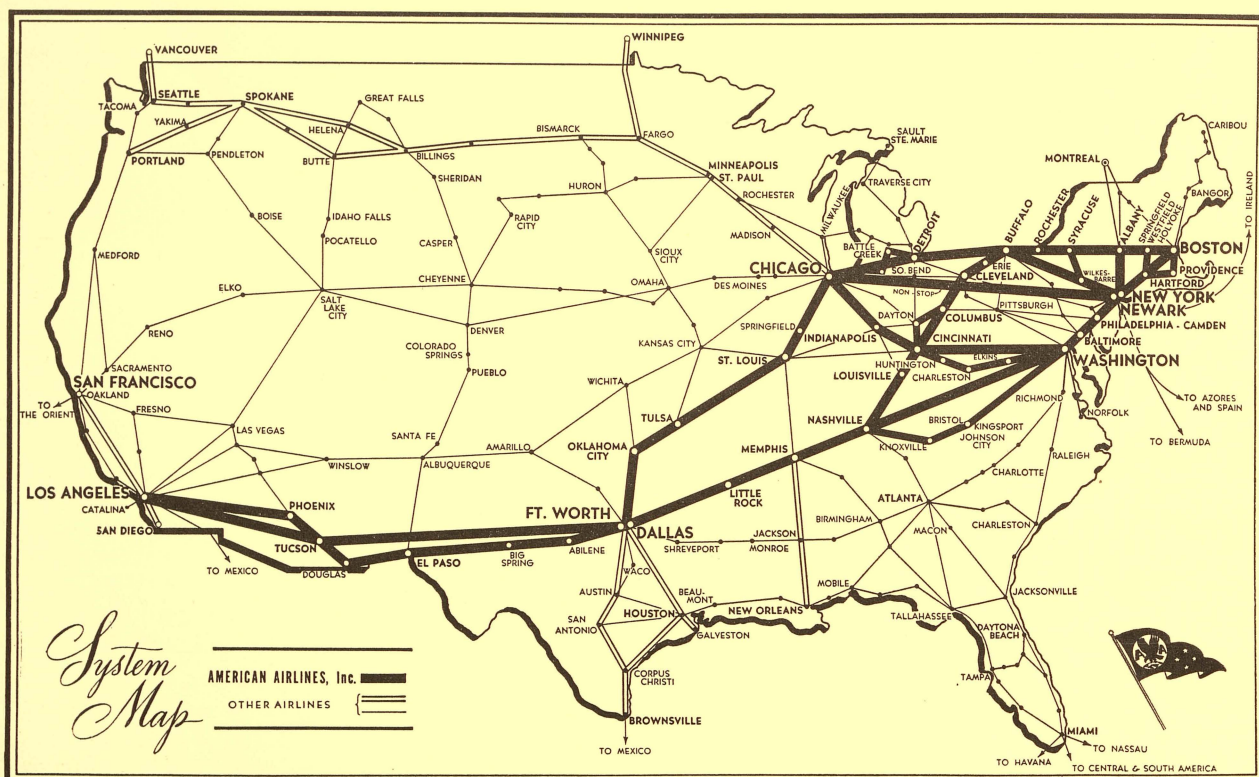 VANCOUVER
WINNIPEG
SEATTLE
SPOKANE
GREAT FALLS
TACOMA
YAKIMA
HELENA
BISMARCK
FARGO
SAULT
STE. MARIE
CARIBOU
PORTLAND
PENDLETON
BUTTE
BILLINGS
MINNEAPOLIS
ST. PAUL
MONTREAL
TO IRELAND
SHERIDAN
HURON
ROCHESTER
TRAVERSE CITY
BANGOR
BOISE
IDAHO FALLS
RAPID
CITY
MILWAUKEE
DETROIT
BUFFALO
ROCHESTER
SYRACUSE
ALBANY
SPRINGFIELD
WESTFIELD
HOLYOKE
POCATELLO
CASPER
SIOUX
CITY
MADISON
BATTLE
CREEK
BOSTON
MEDFORD
CHEYENNE
OMAHA
CHICAGO
SO. BEND
CLEVELAND
ERIE
WILKES-
BARRE
PROVIDENCE
HARTFORD
ELKO
SALT
LAKE
CITY
DES MOINES
NON-STOP
PITTSBURGH
NEW YORK
NEWARK
RENO
DENVER
SPRINGFIELD
DAYTON
COLUMBUS
PHILADELPHIA - CAMDEN
COLORADO
SPRINGS
KANSAS CITY
INDIANAPOLIS
CINCINNATI
BALTIMORE
SACRAMENTO
PUEBLO
ST. LOUIS
HUNTINGTON
ELKINS
WASHINGTON
SAN FRANCISCO
OAKLAND
WICHITA
LOUISVILLE
CHARLESTON
TO
THE ORIENT
FRESNO
RICHMOND
TO AZORES
AND SPAIN
NORFOLK
LAS VEGAS
SANTA FE
AMARILLO
TULSA
NASHVILLE
BRISTOL
KINGSPORT
JOHNSON
CITY
TO BERMUDA
WINSLOW
ALBUQUERQUE
OKLAHOMA
CITY
MEMPHIS
KNOXVILLE
RALEIGH
CHARLOTTE
LOS ANGELES
CATALINA
PHOENIX
LITTLE
ROCK
ATLANTA
SAN DIEGO
TUCSON
FT. WORTH
DALLAS
BIRMINGHAM
MACON
CHARLESTON
TO MEXICO
DOUGLAS
EL PASO
BIG
SPRING
ABILENE
SHREVEPORT
JACKSON
MONROE
WACO
AUSTIN
BEAU-
MONT
MOBILE
JACKSONVILLE
HOUSTON
NEW ORLEANS
TALLAHASSEE
SAN
ANTONIO
GALVESTON
DAYTONA
BEACH
System
Map
AMERICAN AIRLINES, Inc.
OTHER AIRLINES
CORPUS
CHRISTI
TAMPA
BROWNSVILLE
MIAMI
TO MEXICO
TO NASSAU
TO HAVANA
TO CENTRAL & SOUTH AMERICA
AA